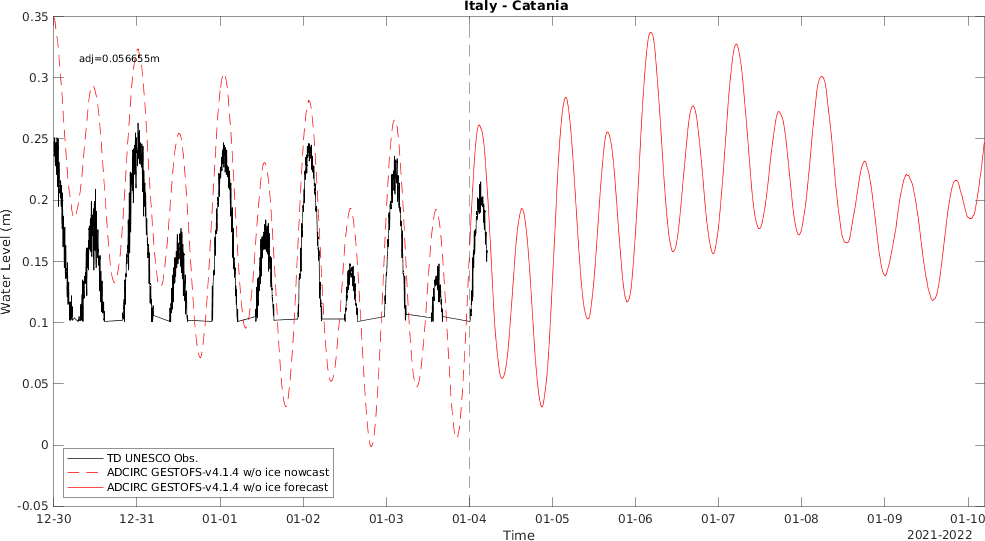 Italy - Catania
adj=0.056655m
Water Level (m)
0.35
0.3
0.25
0.2
0.15
0.1
0.05
0
-0.05
TD UNESCO Obs.
ADCIRC GESTOFS-v4.1.4 w/o ice nowcast
ADCIRC GESTOFS-v4.1.4 w/o ice forecast
12-30 12-31 01-01 01-02 01-03 01-04 01-05 01-06 01-07 01-08 01-09 01-10
Time
2021-2022